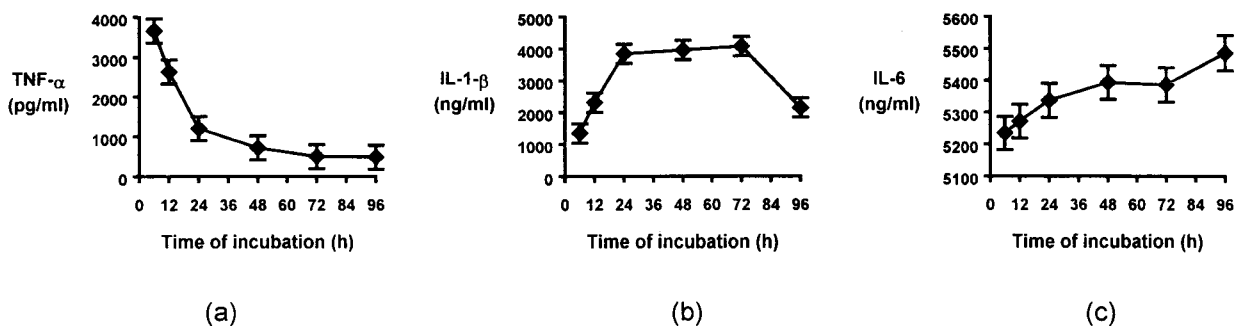 4000
3000
2000
1000
0
TNF-α
(pg/ml)
0 12 24 36 48 60 72 84 96
Time of incubation (h)
(a)
5000
4000
3000
2000
1000
0
IL-1-β
(ng/ml)
0 12 24 36 48 60 72 84 96
Time of incubation (h)
(b)
5600
5500
5400
5300
5200
5100
IL-6
(ng/ml)
0 12 24 36 48 60 72 84 96
Time of incubation (h)
(c)